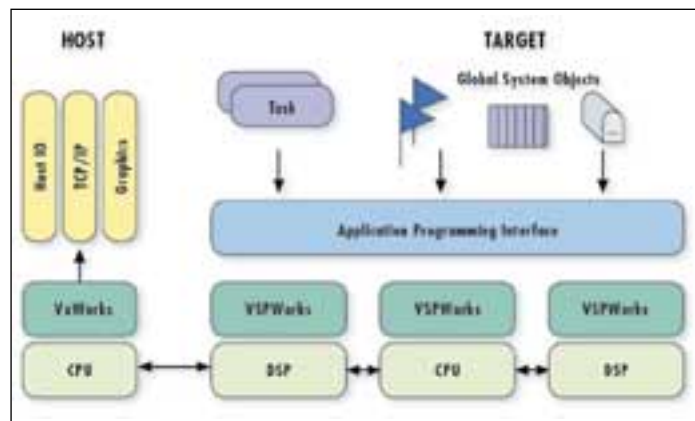 HOST
TARGET
Global System Objects
Task
Host IO
TCP/IP
Graphics
Application Programming Interface
VxWorks
VSPWorks
VSPWorks
VSPWorks
CPU
DSP
CPU
DSP